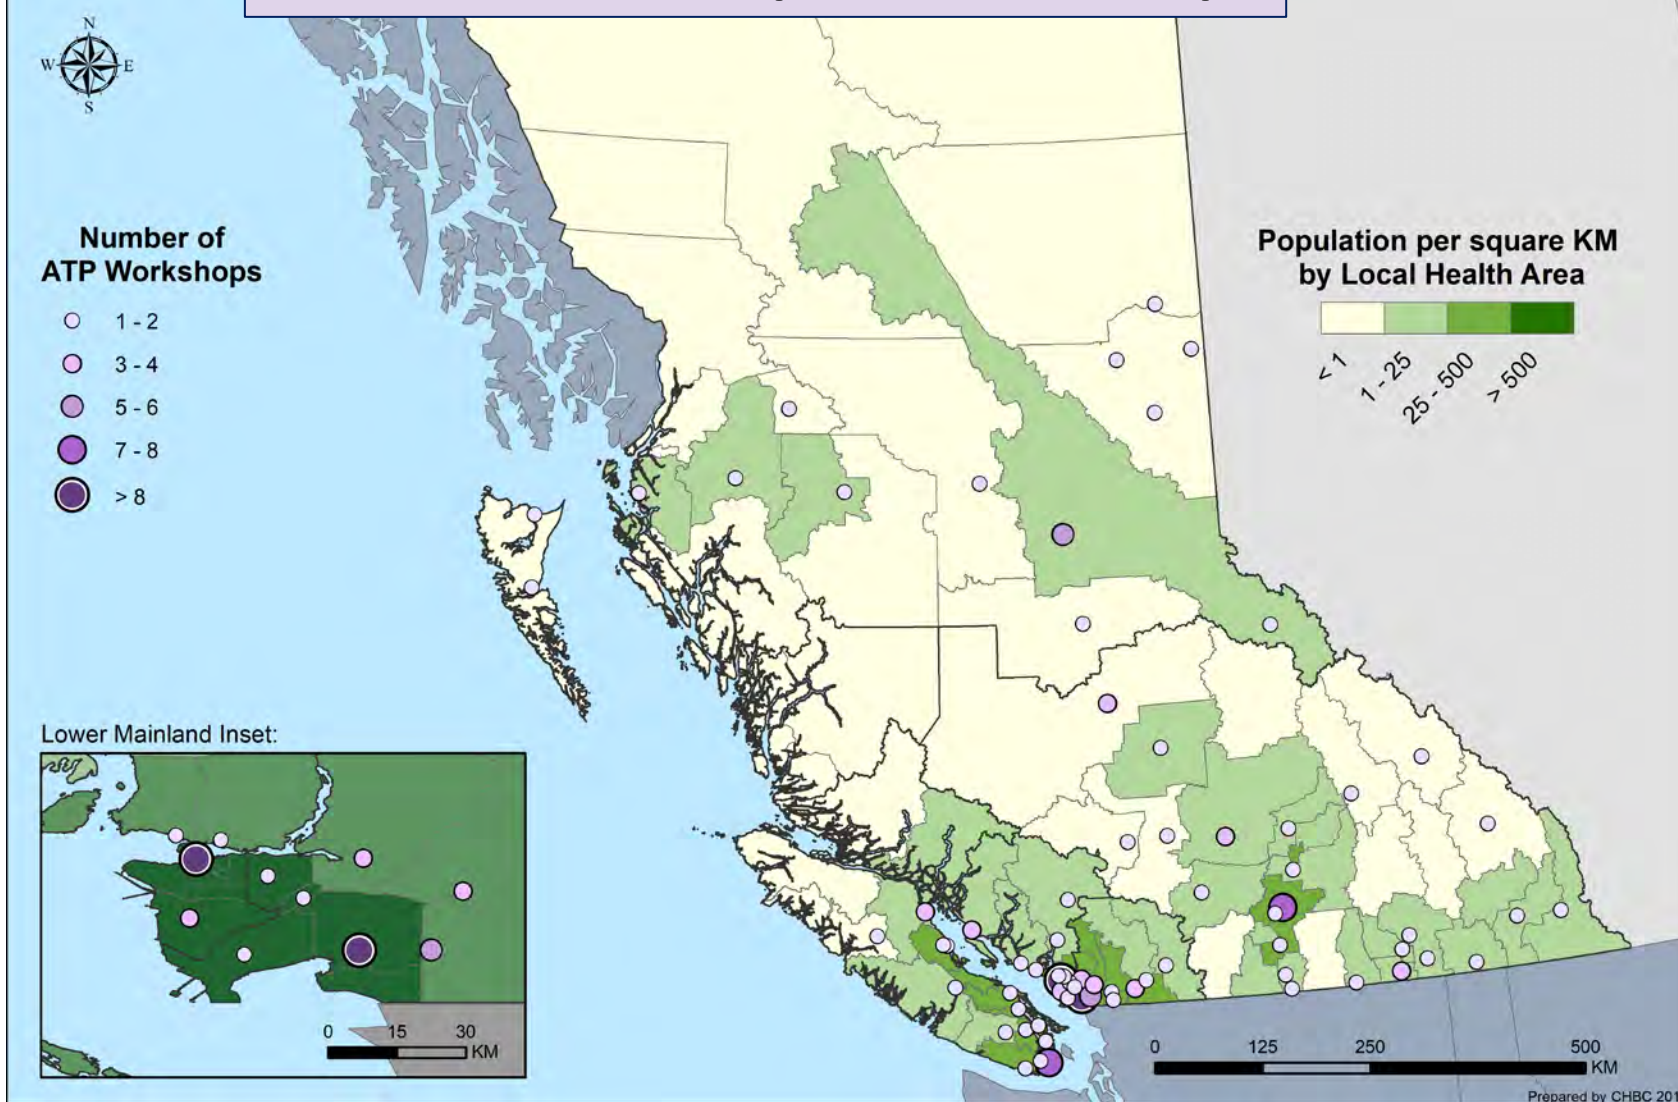 N
W E
S
Number of
ATP Workshops
1 - 2
3 - 4
5 - 6
7 - 8
> 8
Population per square KM
by Local Health Area
< 1
1 - 25
25 - 500
> 500
Lower Mainland Inset:
0 15 30
KM
0 125 250 500
KM
Prepared by CHBC 201